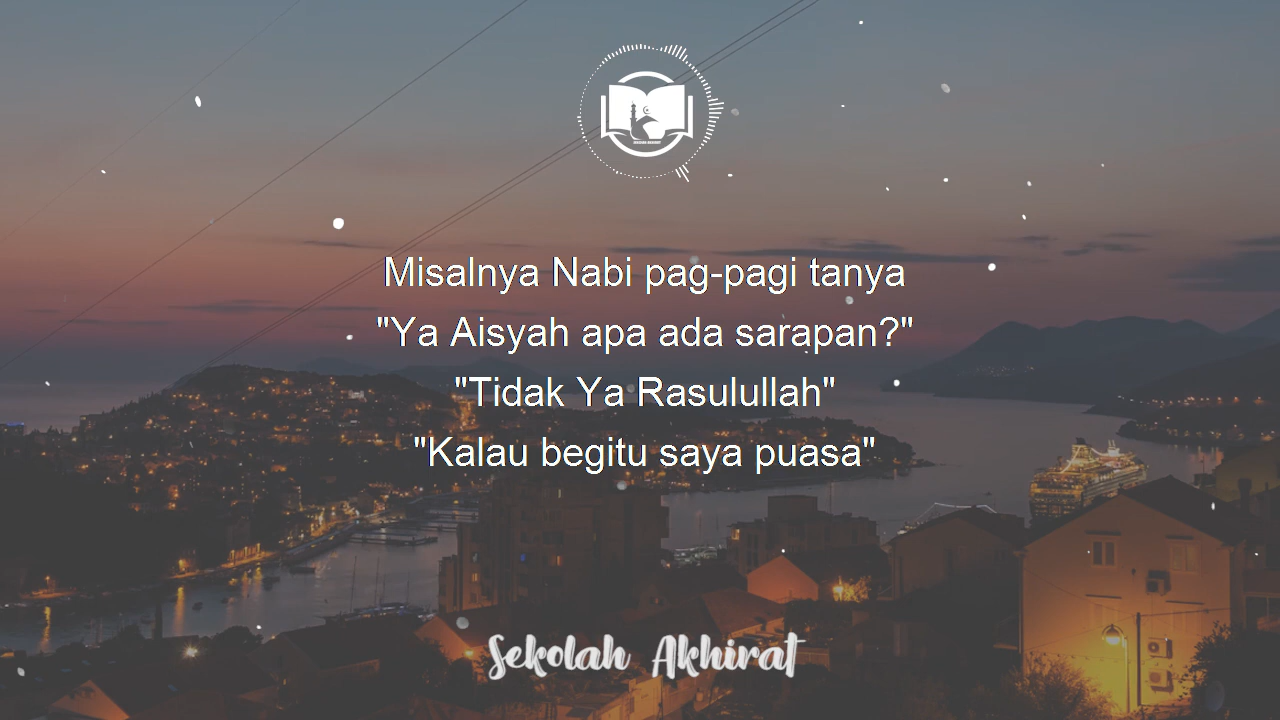 Misalnya Nabi pag-pagi tanya
"Ya Aisyah apa ada sarapan?"
"Tidak Ya Rasulullah"
"Kalau begitu saya puasa"
Sekolah Akhirat